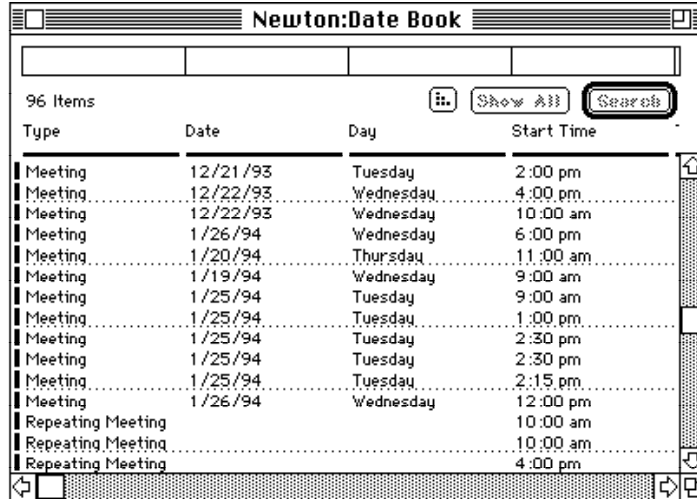 Newton:Date Book
96 Items Show All Search
Type Date Day Start Time
Meeting 12/21/93 Tuesday 2:00 pm
Meeting 12/22/93 Wednesday 4:00 pm
Meeting 12/22/93 Wednesday 10:00 am
Meeting 1/26/94 Wednesday 6:00 pm
Meeting 1/20/94 Thursday 11:00 am
Meeting 1/19/94 Wednesday 9:00 am
Meeting 1/25/94 Tuesday 9:00 am
Meeting 1/25/94 Tuesday 1:00 pm
Meeting 1/25/94 Tuesday 2:30 pm
Meeting 1/25/94 Tuesday 2:30 pm
Meeting 1/25/94 Tuesday 2:15 pm
Meeting 1/26/94 Wednesday 12:00 pm
Repeating Meeting 10:00 am
Repeating Meeting 10:00 am
Repeating Meeting 4:00 pm